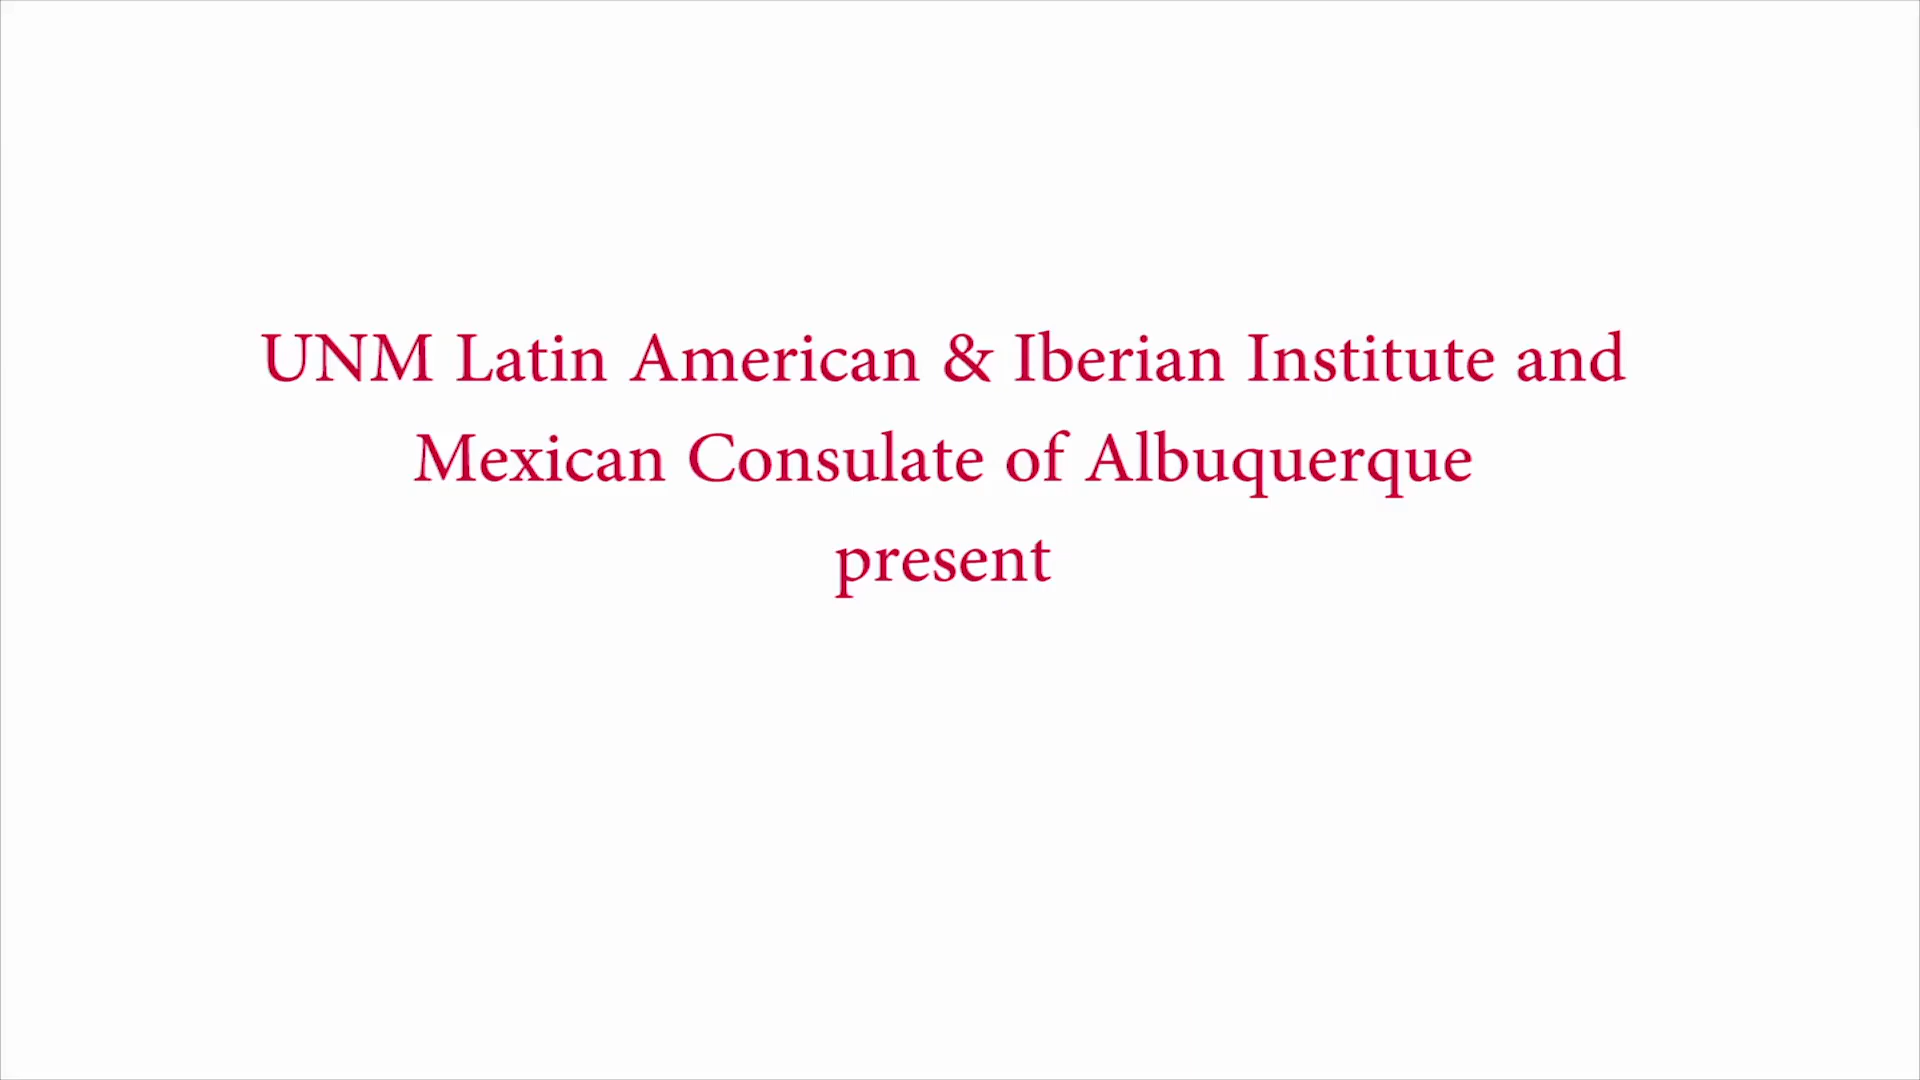 UNM Latin American & Iberian Institute and
Mexican Consulate of Albuquerque
present